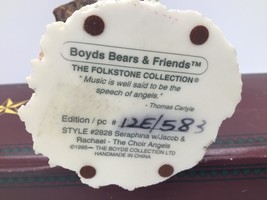 Boyds Bears & Friends™
THE FOLKSTONE COLLECTION®
"Music is well said to be the
speech of angels."
- Thomas Carlyle
Edition / pc # 12E/583
STYLE #2828 Seraphina w/Jacob &
Rachael - The Choir Angels
©1995 THE BOYDS COLLECTION LTD
HANDMADE IN CHINA